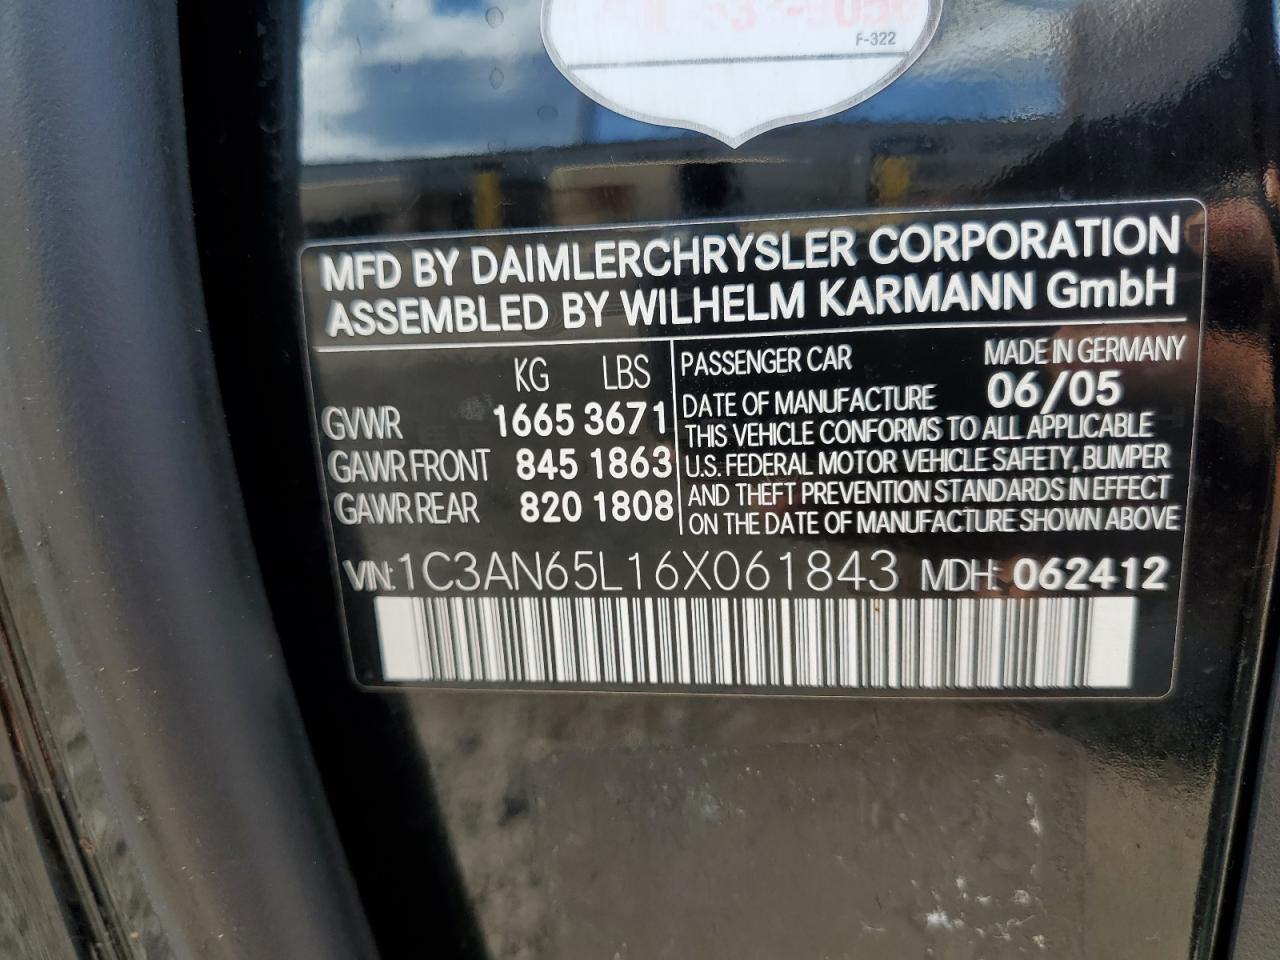 F-322
MFD BY DAIMLERCHRYSLER CORPORATION
ASSEMBLED BY WILHELM KARMANN GmbH
KG LBS
GVWR 1665 3671
GAWR FRONT 845 1863
GAWR REAR 820 1808
PASSENGER CAR MADE IN GERMANY
DATE OF MANUFACTURE 06/05
THIS VEHICLE CONFORMS TO ALL APPLICABLE
U.S. FEDERAL MOTOR VEHICLE SAFETY, BUMPER
AND THEFT PREVENTION STANDARDS IN EFFECT
ON THE DATE OF MANUFACTURE SHOWN ABOVE
VIN: 1C3AN65L16X061843 MDH: 062412